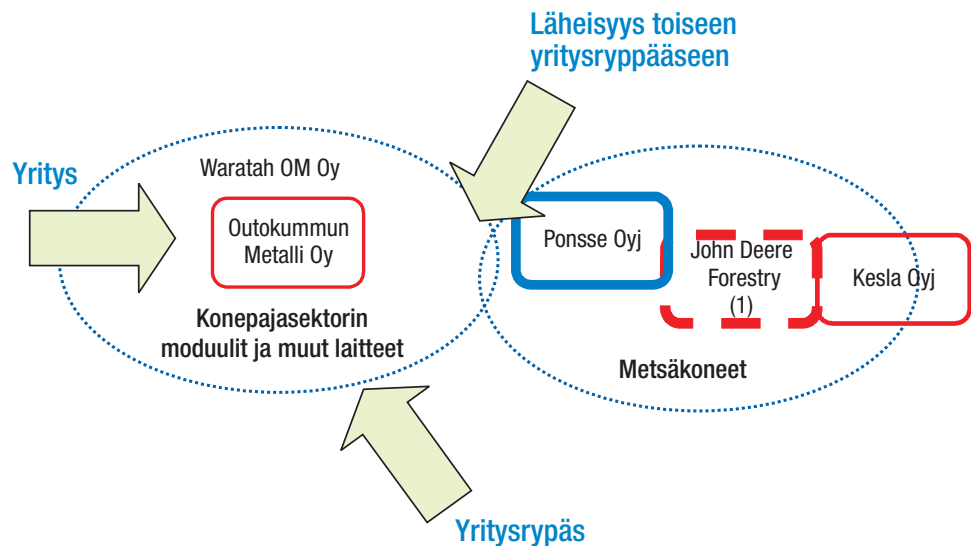 Läheisyys toiseen
yritysryppääseen
Yritys
Waratah OM Oy
Outokummun
Metalli Oy
Konepajasektorin
moduulit ja muut laitteet
Ponsse Oyj
John Deere
Forestry
(1)
Kesla Oyj
Metsäkoneet
Yritysrypäs